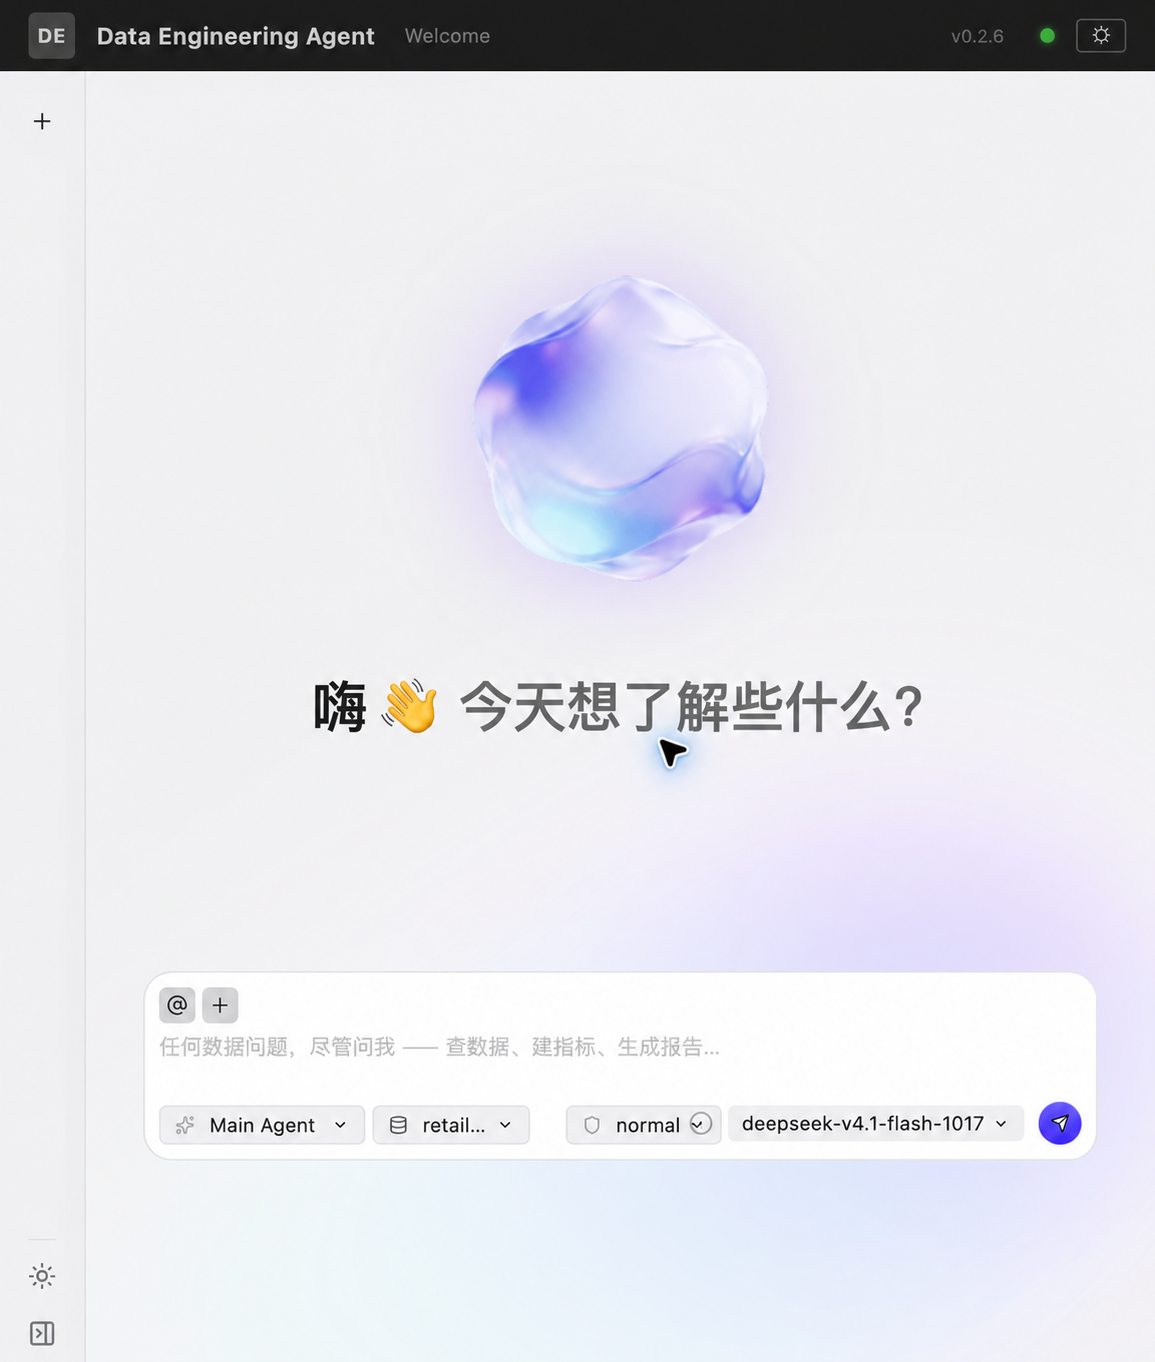 DE Data Engineering Agent Welcome v0.2.6
嗨 👋 今天想了解些什么？
@ +
任何数据问题，尽管问我 —— 查数据、建指标、生成报告...
Main Agent retail... normal deepseek-v4.1-flash-1017